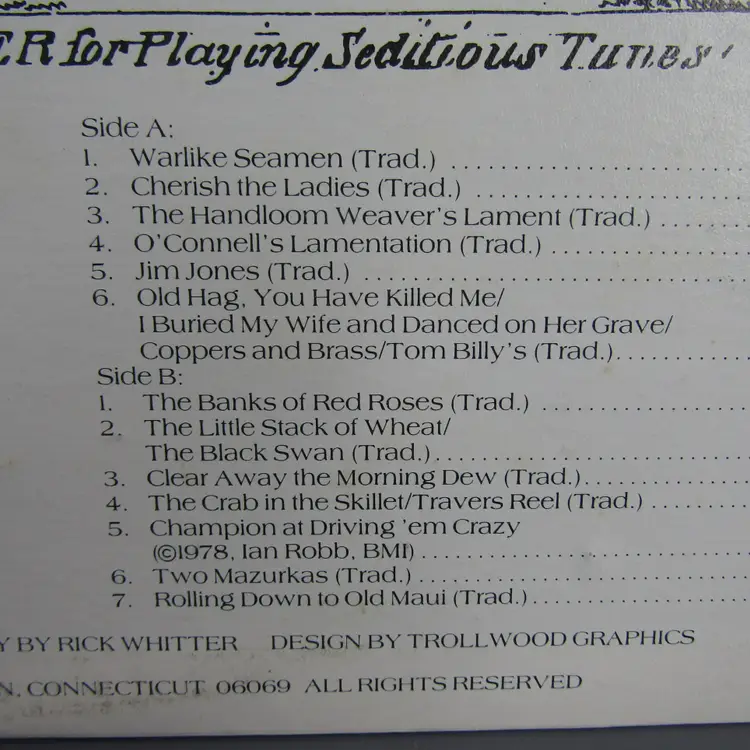 ER for Playing Seditious Tunes
Side A:
1. Warlike Seamen (Trad.) ........................
2. Cherish the Ladies (Trad.) ........................
3. The Handloom Weaver's Lament (Trad.) ........
4. O'Connell's Lamentation (Trad.) .................
5. Jim Jones (Trad.) ................................
6. Old Hag, You Have Killed Me/
I Buried My Wife and Danced on Her Grave/
Coppers and Brass/Tom Billy's (Trad.)............
Side B:
1. The Banks of Red Roses (Trad.) ..................
2. The Little Stack of Wheat/
The Black Swan (Trad.)...........................
3. Clear Away the Morning Dew (Trad.)..............
4. The Crab in the Skillet/Travers Reel (Trad.) ........
5. Champion at Driving 'em Crazy
(©1978, Ian Robb, BMI)..............................
6. Two Mazurkas (Trad.) ..............................
7. Rolling Down to Old Maui (Trad.)...................
Y BY RICK WHITTER DESIGN BY TROLLWOOD GRAPHICS
N, CONNECTICUT 06069 ALL RIGHTS RESERVED